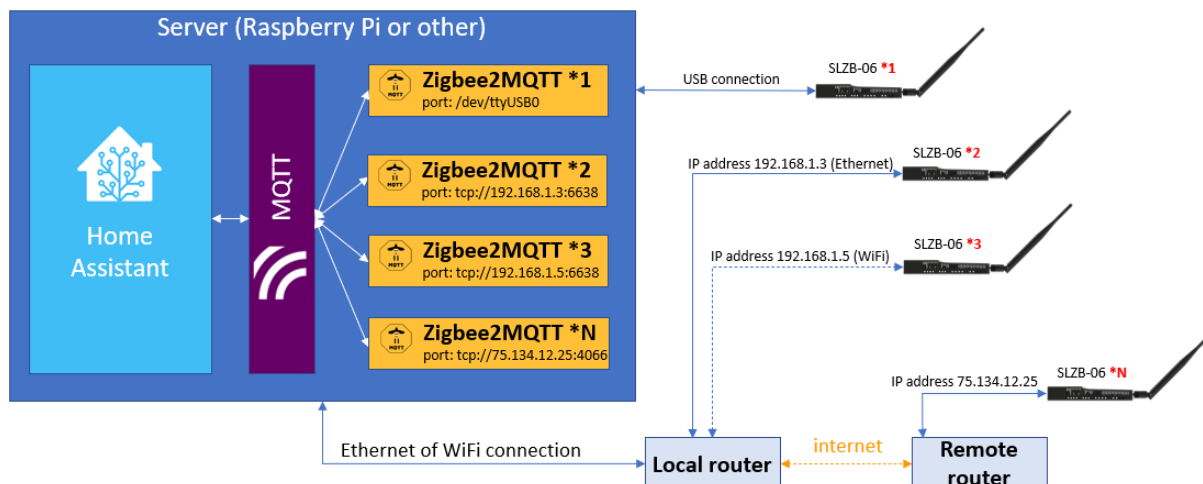 Server (Raspberry Pi or other)
Home
Assistant
MQTT
MQTT
Zigbee2MQTT *1
port: /dev/ttyUSB0
MQTT
Zigbee2MQTT *2
port: tcp://192.168.1.3:6638
MQTT
Zigbee2MQTT *3
port: tcp://192.168.1.5:6638
MQTT
Zigbee2MQTT *N
port: tcp://75.134.12.25:4066
USB connection
SLZB-06 *1
IP address 192.168.1.3 (Ethernet)
SLZB-06 *2
IP address 192.168.1.5 (WiFi)
SLZB-06 *3
IP address 75.134.12.25
SLZB-06 *N
Ethernet of WiFi connection
Local router
internet
Remote
router